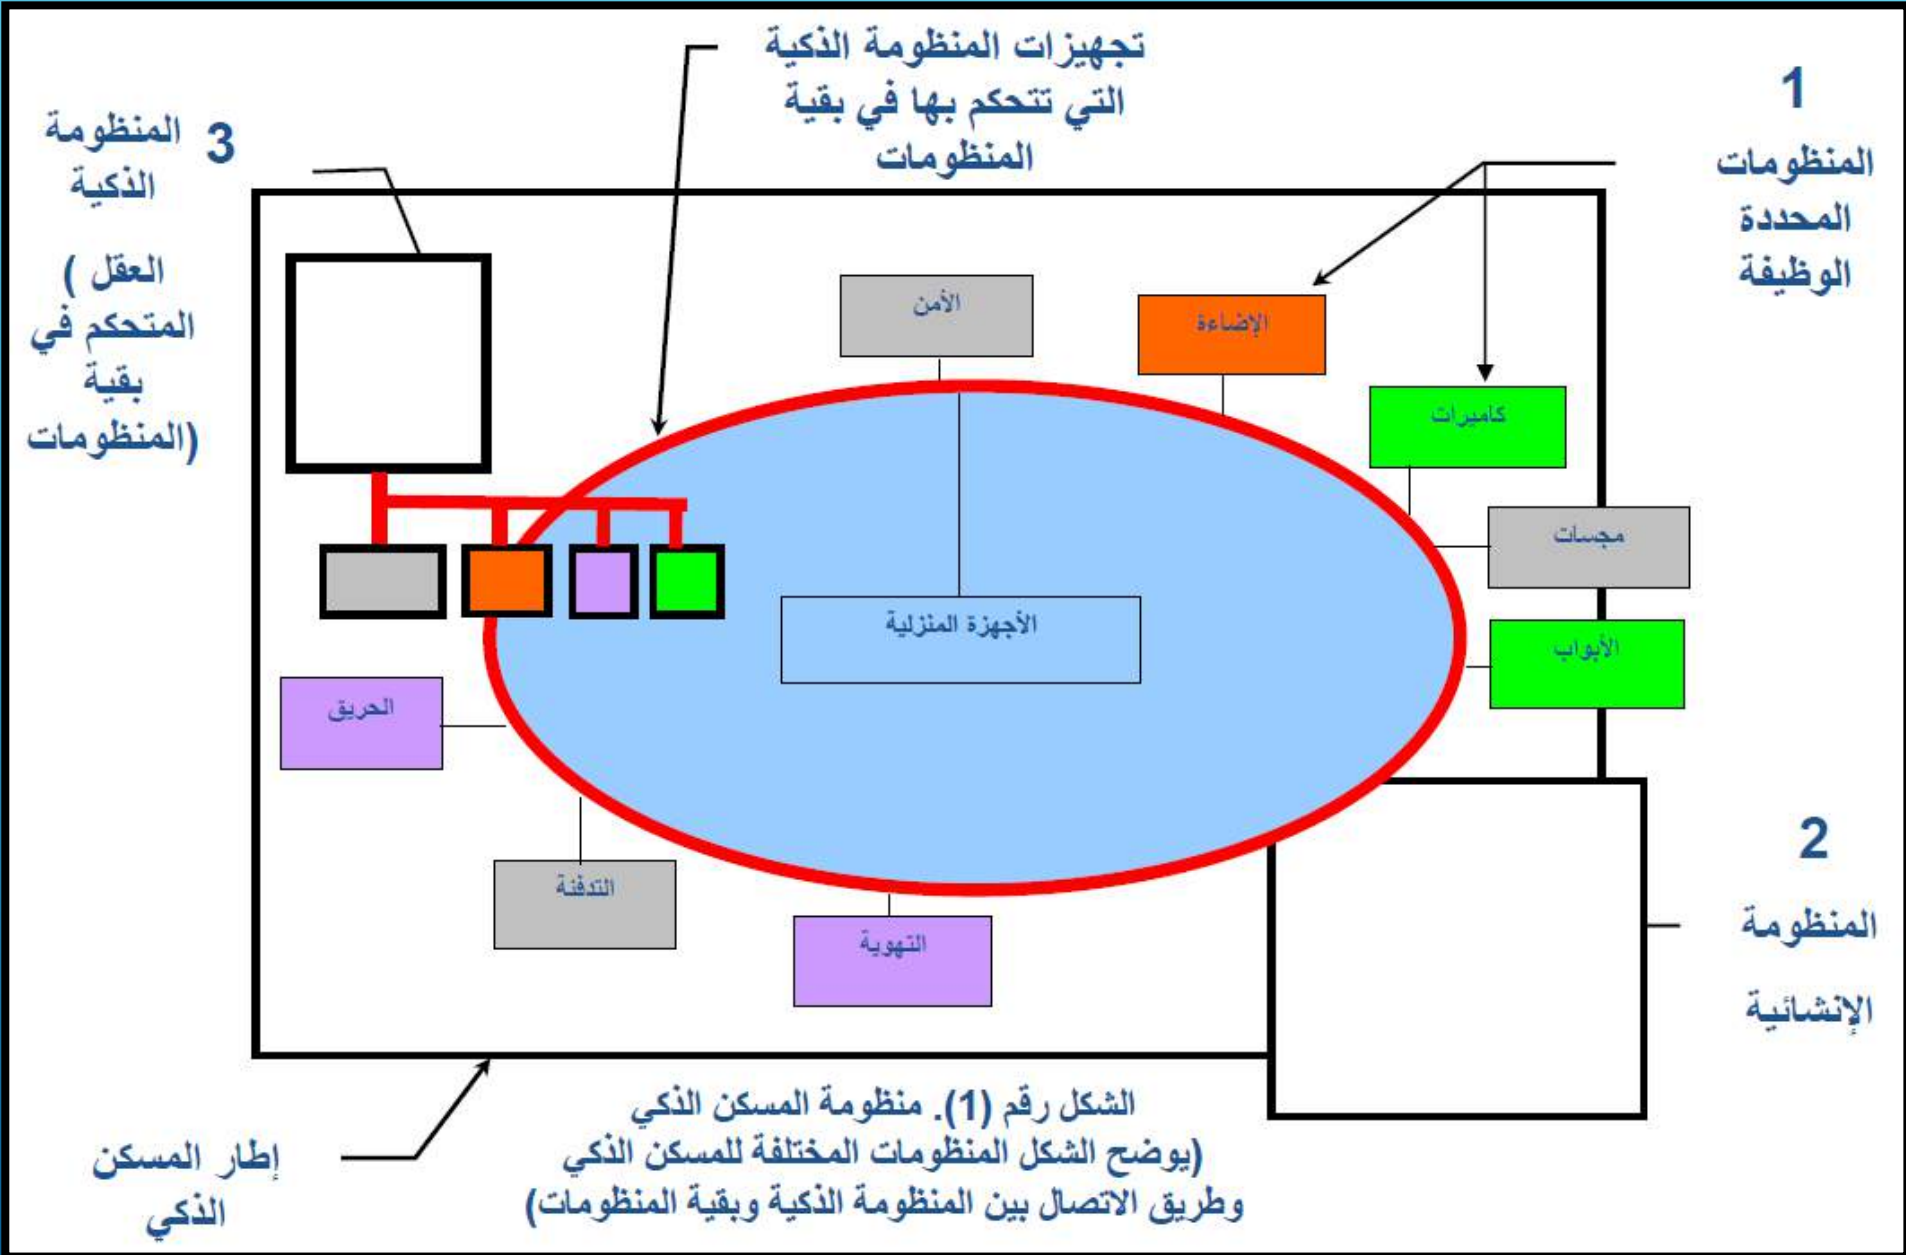 تجهيزات المنظومة الذكية
التي تتحكم بها في بقية
المنظومات
1
المنظومات
المحددة
الوظيفة
3
المنظومة
الذكية
( العقل
المتحكم في
بقية
المنظومات)
الأمن
الإضاءة
كاميرات
مجسات
الأبواب
الأجهزة المنزلية
الحريق
التدفئة
التهوية
2
المنظومة
الإنشائية
إطار المسكن
الذكي
الشكل رقم (1). منظومة المسكن الذكي
(يوضح الشكل المنظومات المختلفة للمسكن الذكي
وطريق الاتصال بين المنظومة الذكية وبقية المنظومات)